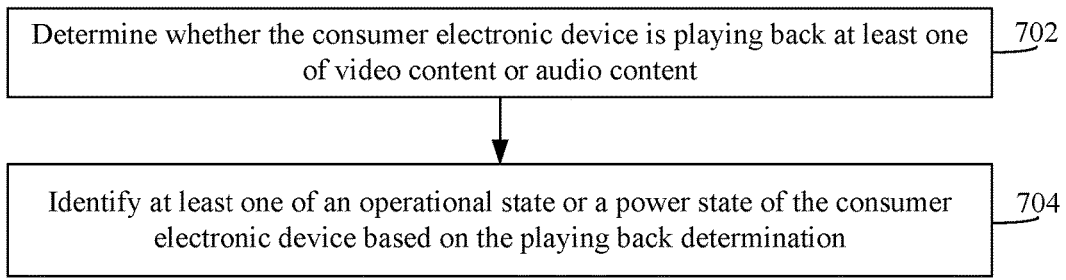 Determine whether the consumer electronic device is playing back at least one
of video content or audio content
702
Identify at least one of an operational state or a power state of the consumer
electronic device based on the playing back determination
704